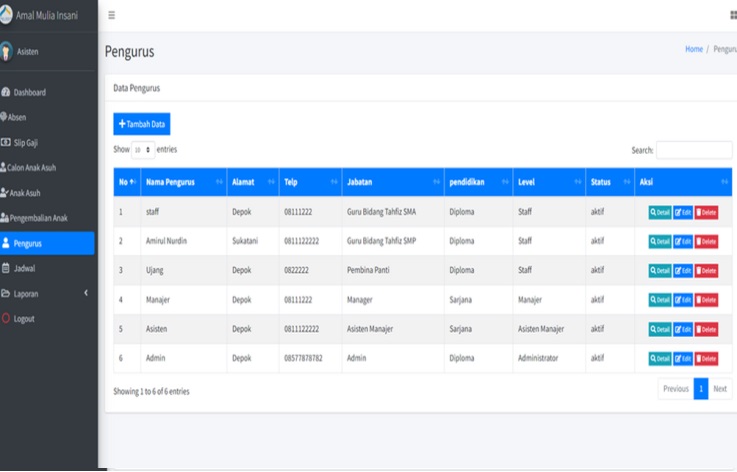 Amal Mulia Insani
Asisten
Dashboard
Absen
Slip Gaji
Calon Anak Asuh
Anak Asuh
Pengembalian Anak
Pengurus
Jadwal
Laporan
Logout
Pengurus
Home / Penguru
Data Pengurus
+ Tambah Data
Show 10 entries
Search:
No Nama Pengurus Alamat Telp Jabatan pendidikan Level Status Aksi
1 staff Depok 08111222 Guru Bidang Tahfiz SMA Diploma Staff aktif Detail Edit Delete
2 Amirul Nurdin Sukatani 0811122222 Guru Bidang Tahfiz SMP Diploma Staff aktif Detail Edit Delete
3 Ujang Depok 0822222 Pembina Panti Diploma Staff aktif Detail Edit Delete
4 Manajer Depok 08111222 Manager Sarjana Manajer aktif Detail Edit Delete
5 Asisten Depok 0811122222 Asisten Manajer Sarjana Asisten Manajer aktif Detail Edit Delete
6 Admin Depok 08577878782 Admin Diploma Administrator aktif Detail Edit Delete
Showing 1 to 6 of 6 entries
Previous 1 Next